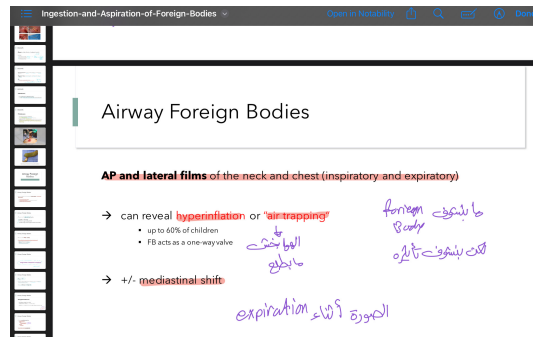 Ingestion-and-Aspiration-of-Foreign-Bodies
Open in Notability
Done
Airway Foreign Bodies
AP and lateral films of the neck and chest (inspiratory and expiratory)
→ can reveal hyperinflation or "air trapping"
• up to 60% of children
• FB acts as a one-way valve
الهوا بخش
ما بطلع
ما بنشوف foreign
Body
لكن بنشوف تأثيره
→ +/- mediastinal shift
الصورة أثناء expiration